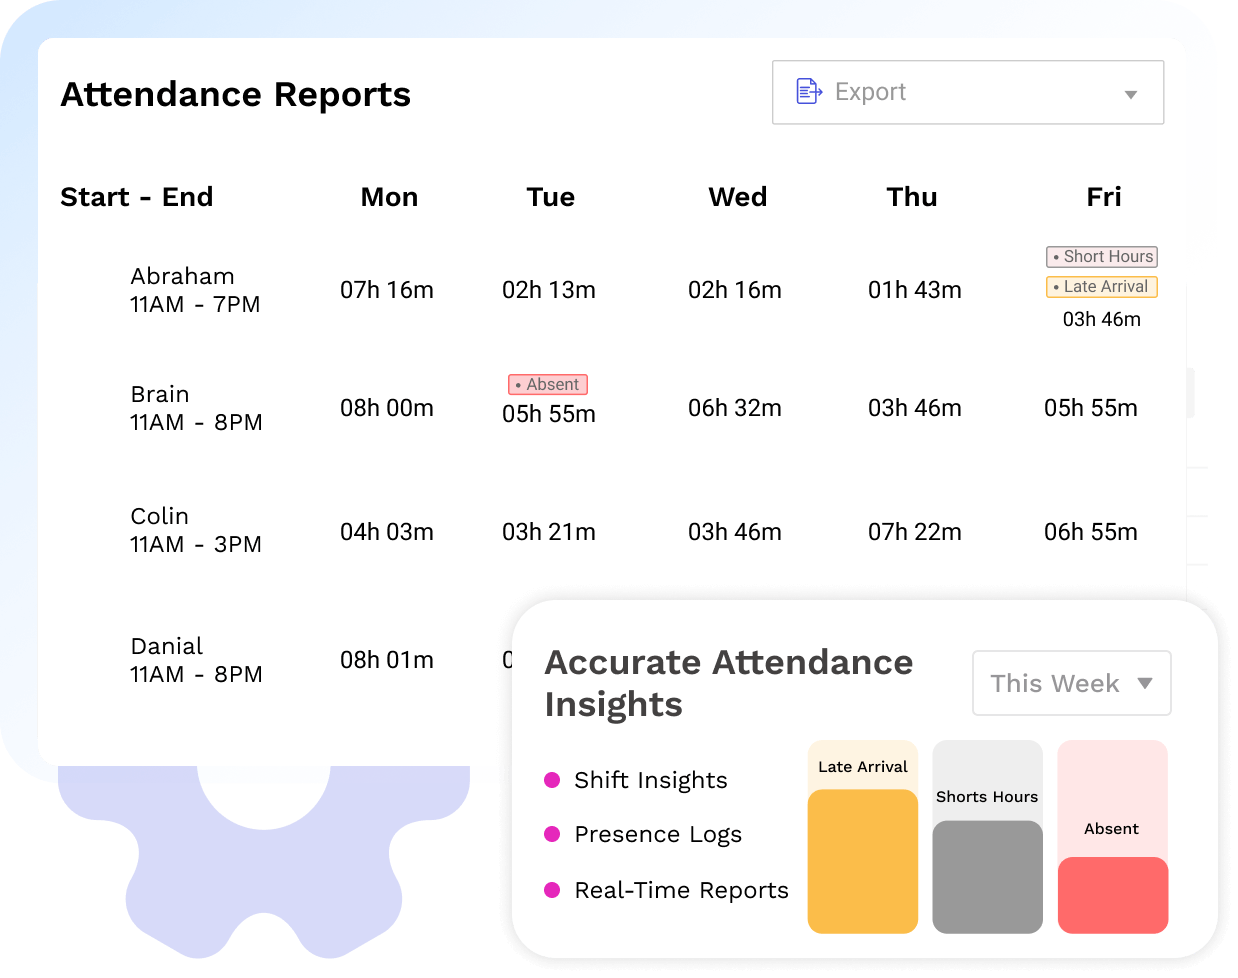 Attendance Reports
Export
Start - End Mon Tue Wed Thu Fri
• Short Hours
• Late Arrival
Abraham
11AM - 7PM
07h 16m 02h 13m 02h 16m 01h 43m 03h 46m
• Absent
Brain
11AM - 8PM
08h 00m 05h 55m 06h 32m 03h 46m 05h 55m
Colin
11AM - 3PM
04h 03m 03h 21m 03h 46m 07h 22m 06h 55m
Danial
11AM - 8PM
08h 01m
Accurate Attendance
Insights
This Week
Shift Insights
Presence Logs
Real-Time Reports
Late Arrival
Shorts Hours
Absent